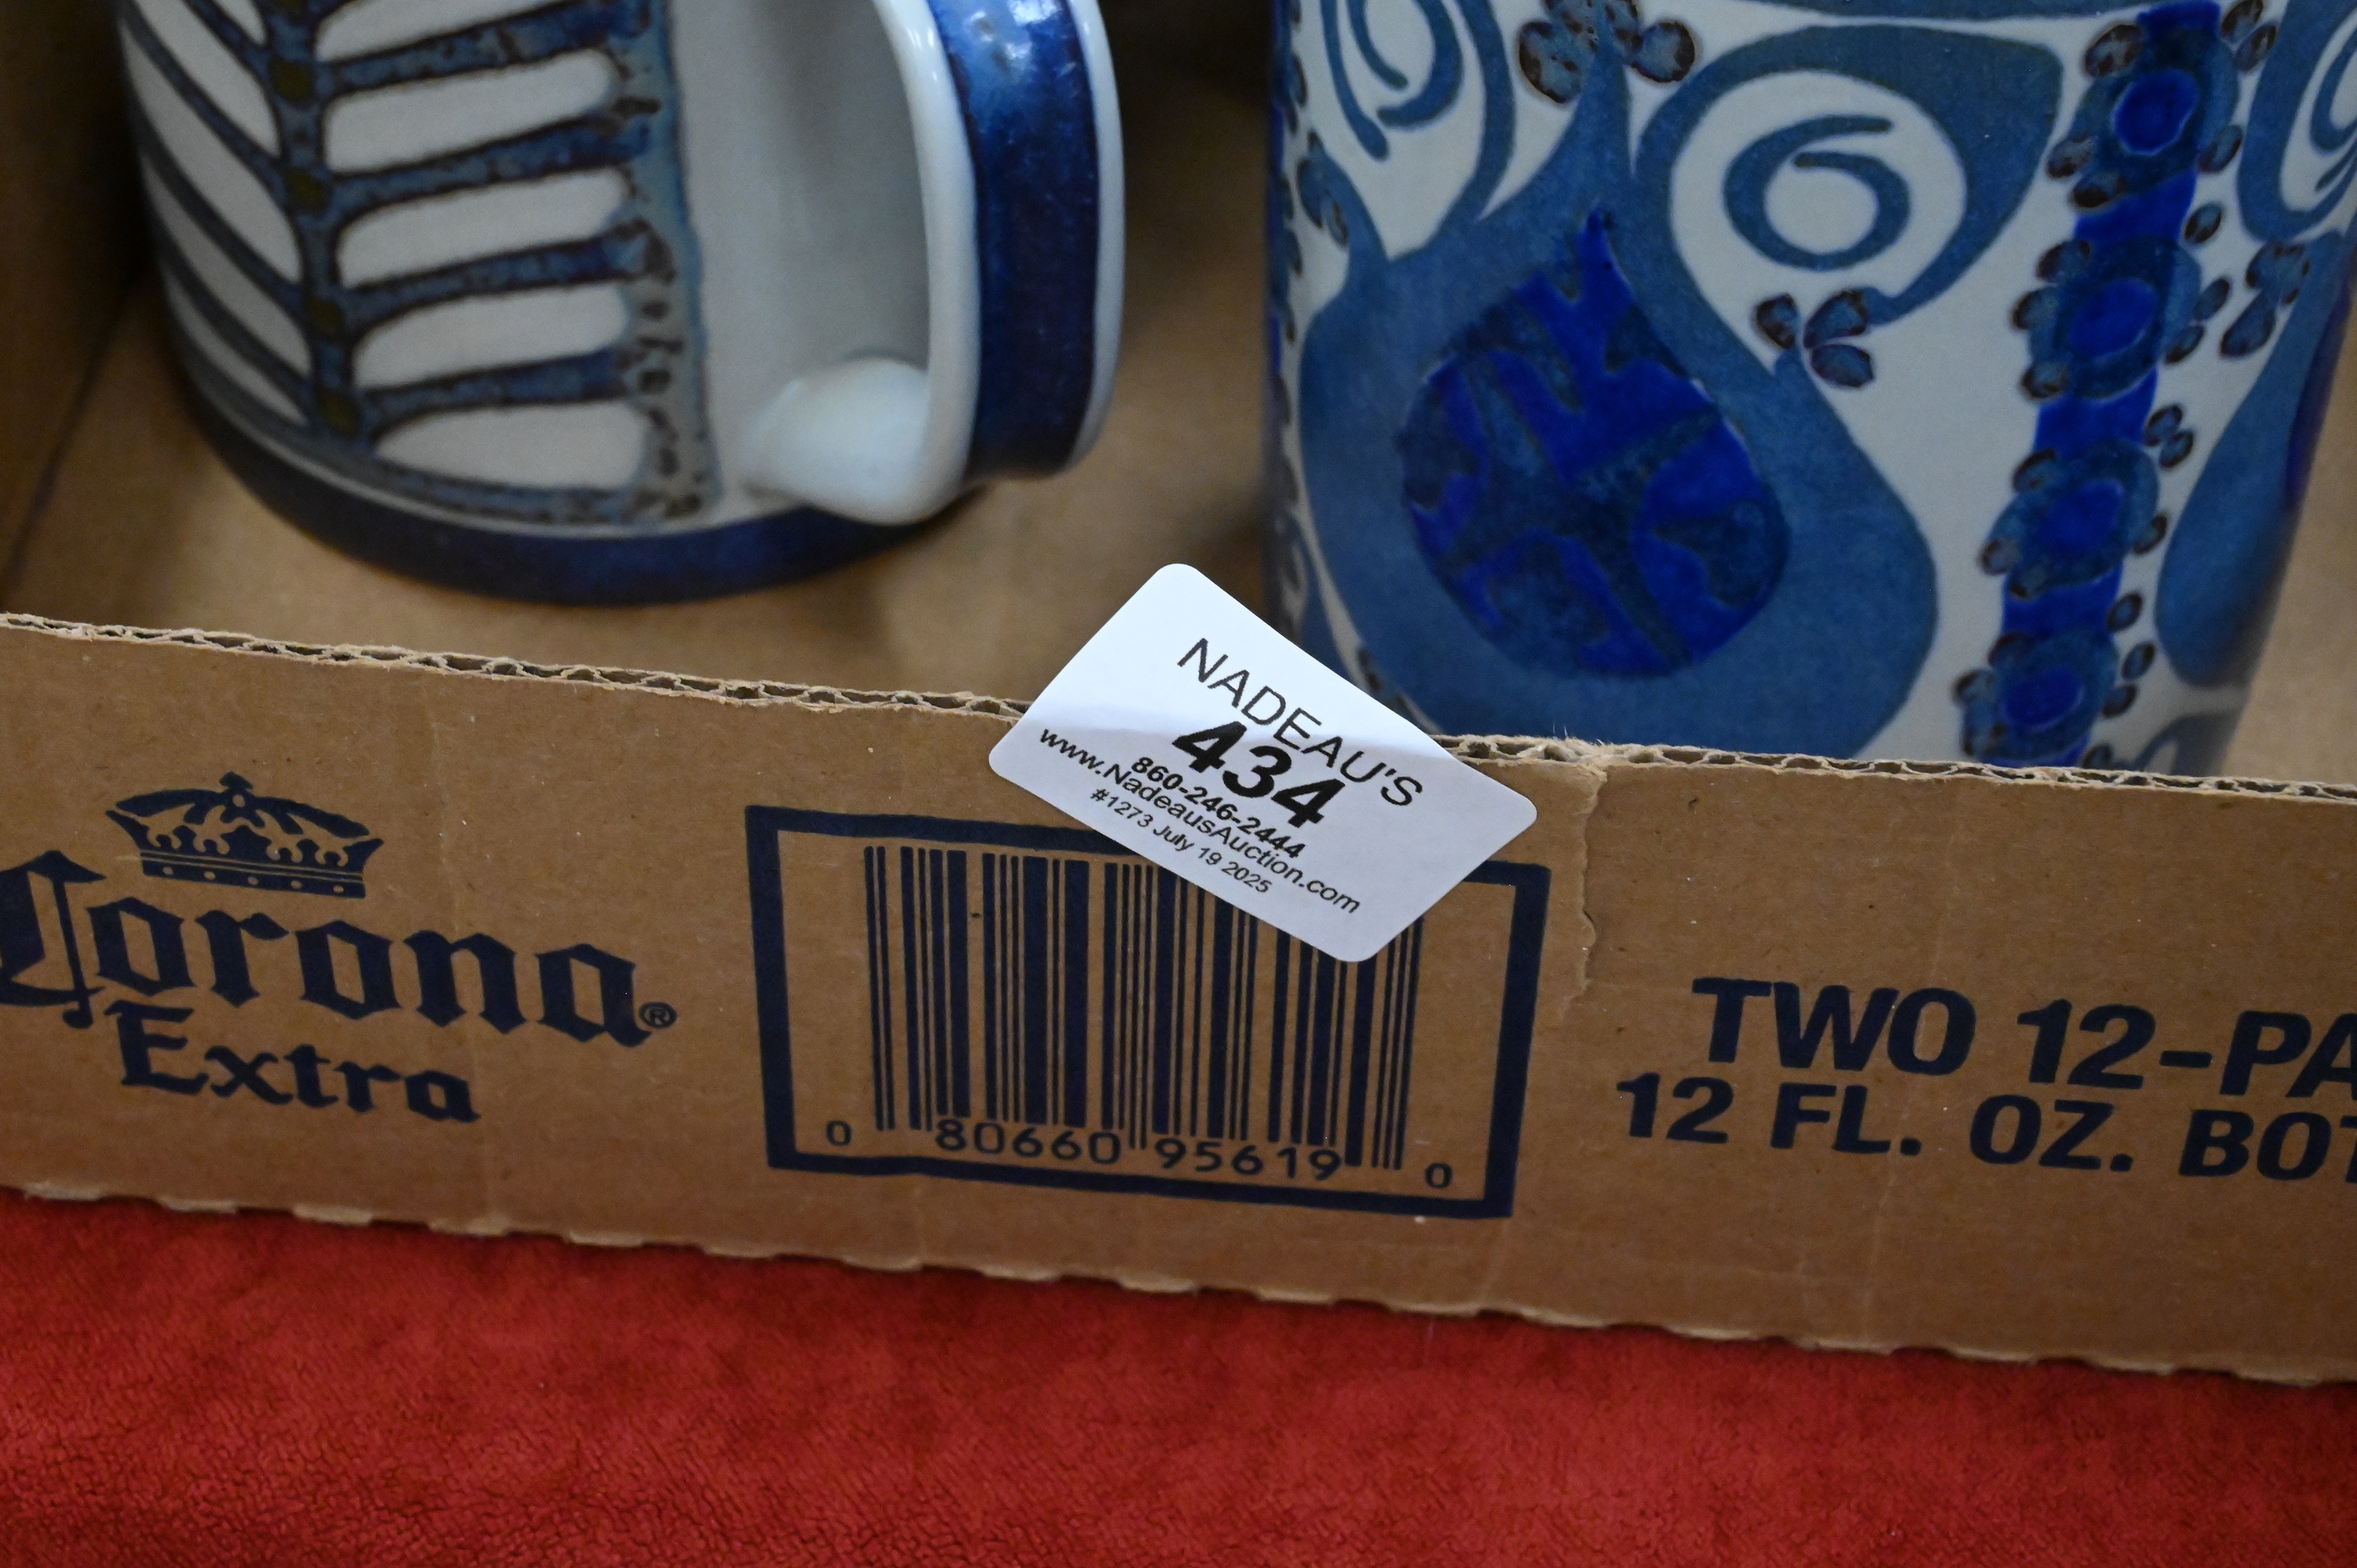 NADEAU'S
434
860-246-2444
www.NadeausAuction.com
#1273 July 19 2025
Corona®
Extra
0 80660 95619 0
TWO 12-PA
12 FL. OZ. BOT